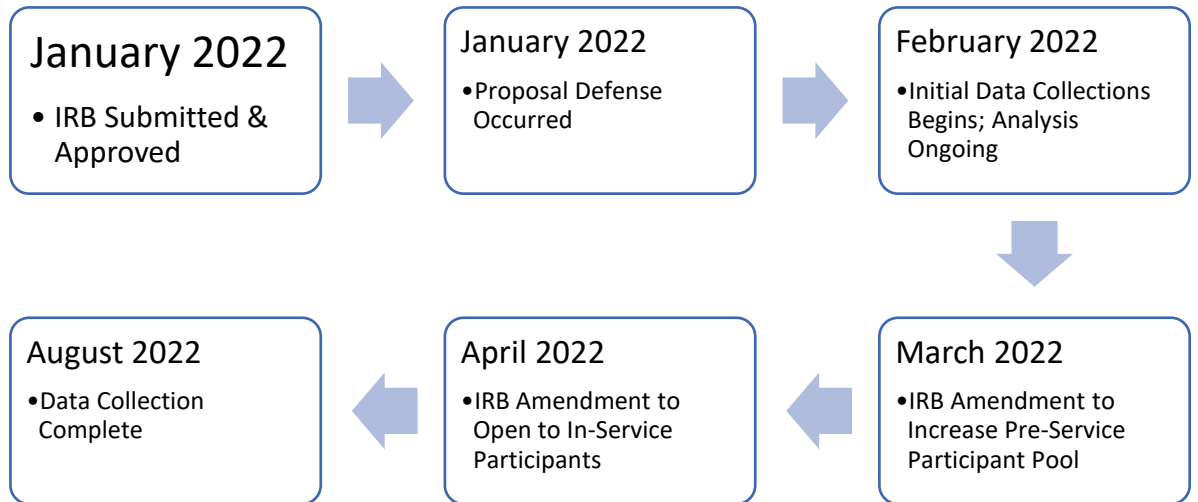 January 2022
• IRB Submitted &
Approved
January 2022
•Proposal Defense
Occurred
February 2022
•Initial Data Collections
Begins; Analysis
Ongoing
March 2022
•IRB Amendment to
Increase Pre-Service
Participant Pool
April 2022
•IRB Amendment to
Open to In-Service
Participants
August 2022
•Data Collection
Complete